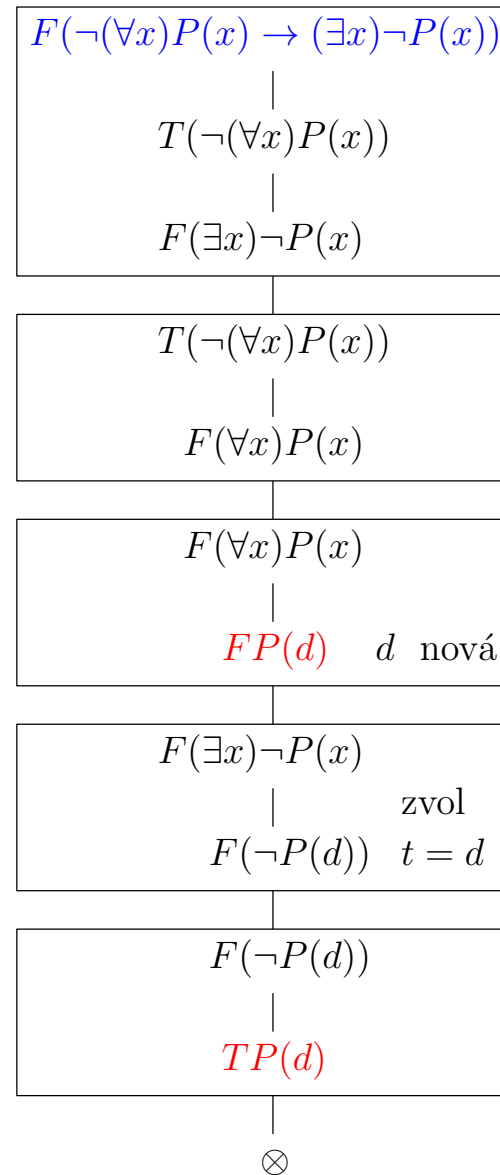 F(¬(∀x)P(x) → (∃x)¬P(x))
T(¬(∀x)P(x))
F(∃x)¬P(x)
T(¬(∀x)P(x))
F(∀x)P(x)
F(∀x)P(x)
FP(d) d nová
F(∃x)¬P(x)
zvol
F(¬P(d)) t = d
F(¬P(d))
TP(d)
⊗